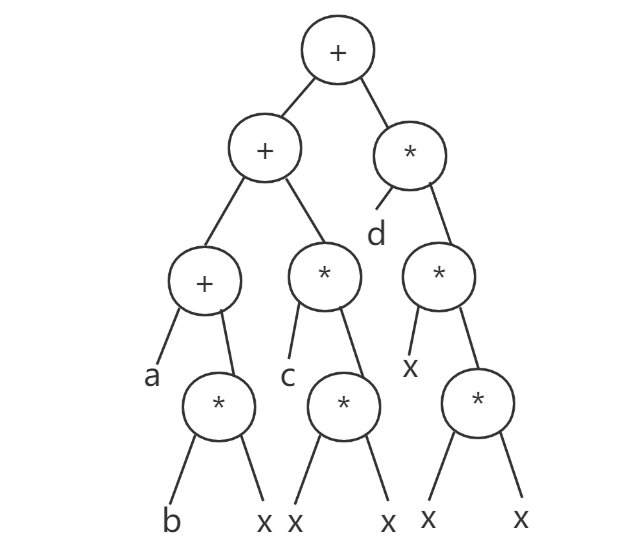 +
+ *
d
+ * *
a c x
* * *
b x x x x x